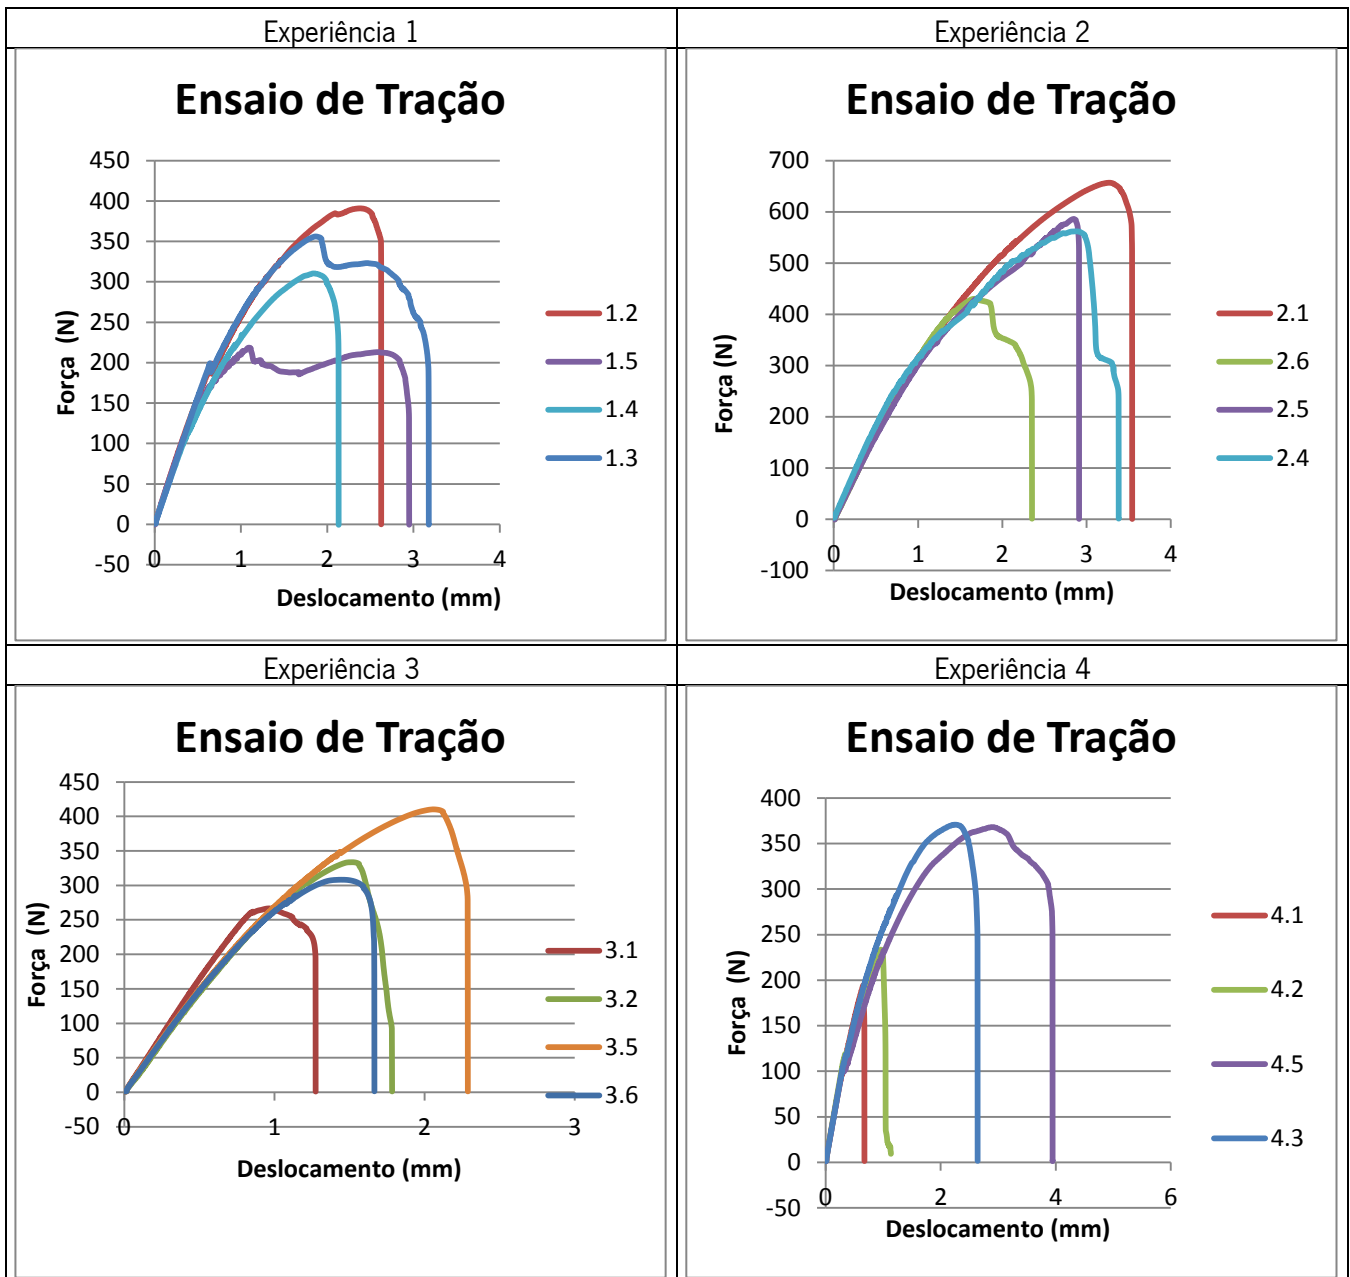 Experiência 1
Ensaio de Tração
450
400
350
300
250
200
150
100
50
0
-50
0 1 2 3 4
Força (N)
Deslocamento (mm)
1.2
1.5
1.4
1.3
Experiência 2
Ensaio de Tração
700
600
500
400
300
200
100
0
-100
0 1 2 3 4
Força (N)
Deslocamento (mm)
2.1
2.6
2.5
2.4
Experiência 3
Ensaio de Tração
450
400
350
300
250
200
150
100
50
0
-50
0 1 2 3
Força (N)
Deslocamento (mm)
3.1
3.2
3.5
3.6
Experiência 4
Ensaio de Tração
400
350
300
250
200
150
100
50
0
-50
0 2 4 6
Força (N)
Deslocamento (mm)
4.1
4.2
4.5
4.3